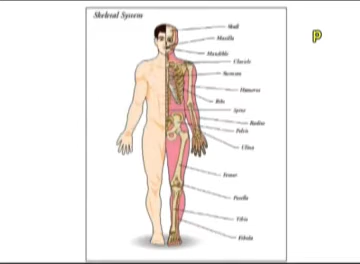 Skeletal System
Skull
P
Maxilla
Mandible
Clavicle
Sternum
Humerus
Ribs
Spine
Radius
Pelvis
Ulna
Femur
Patella
Tibia
Fibula